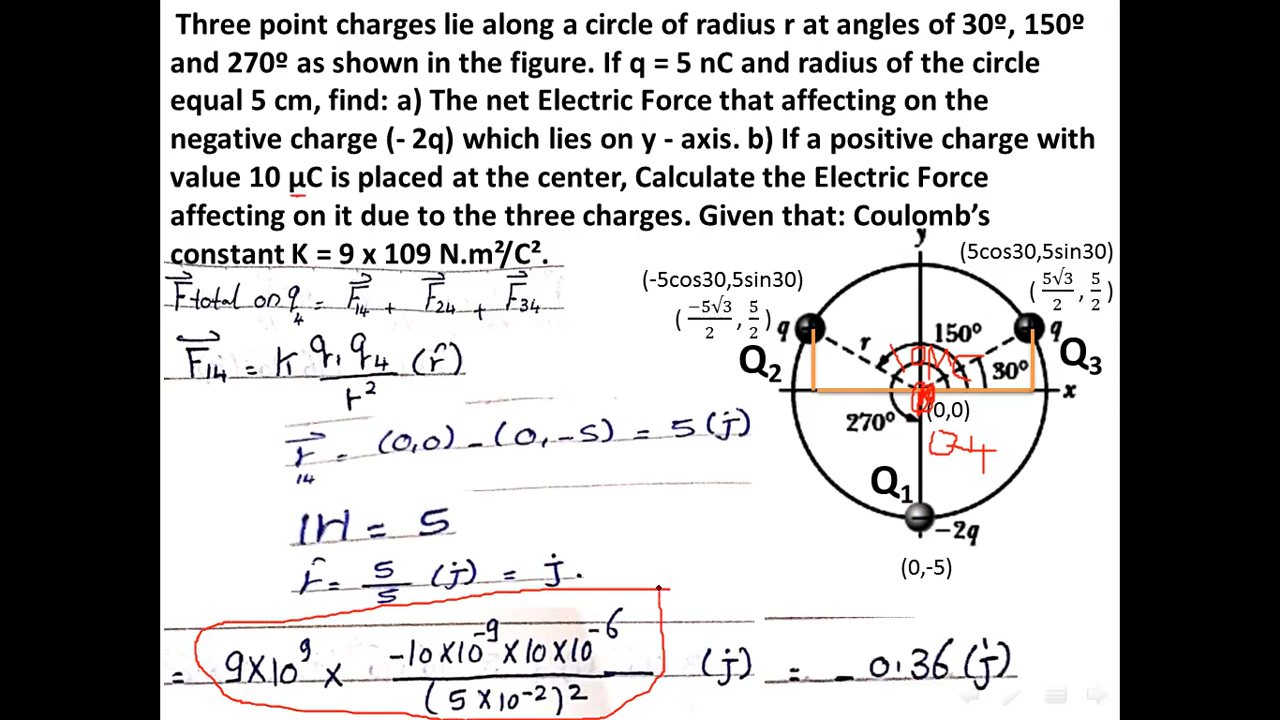 Three point charges lie along a circle of radius r at angles of 30º, 150º
and 270º as shown in the figure. If q = 5 nC and radius of the circle
equal 5 cm, find: a) The net Electric Force that affecting on the
negative charge (- 2q) which lies on y - axis. b) If a positive charge with
value 10 μC is placed at the center, Calculate the Electric Force
affecting on it due to the three charges. Given that: Coulomb's
constant K = 9 x 109 N.m²/C².
F total on q4 = F14 + F24 + F34
F14 = K q1 q4 (r̂)
r²
r14 = (0,0) - (0,-5) = 5 (j)
|r| = 5
r̂ = 5/5 (j) = j.
= 9X10⁹ x -10X10⁻⁹ X10X10⁻⁶ (j) = - 0.36 (j)
(5 X10⁻²)²
y
(5cos30,5sin30)
(-5cos30,5sin30)
(5√3/2, 5/2)
(-5√3/2, 5/2)
q
r
150º
q
Q2
Q3
30º
x
(0,0)
270º
Q4
Q1
-2q
(0,-5)